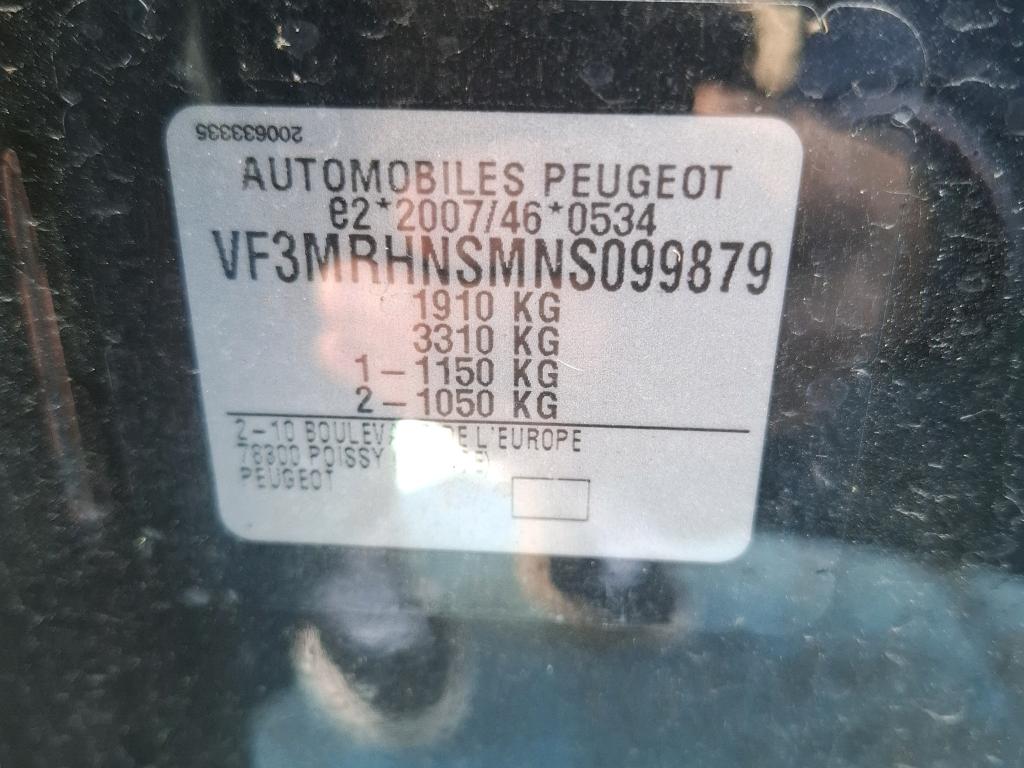 200633335
AUTOMOBILES PEUGEOT
e2*2007/46*0534
VF3MRHNSMNS099879
1910 KG
3310 KG
1-1150 KG
2-1050 KG
2-10 BOULEV DE L'EUROPE
78300 POISSY
PEUGEOT